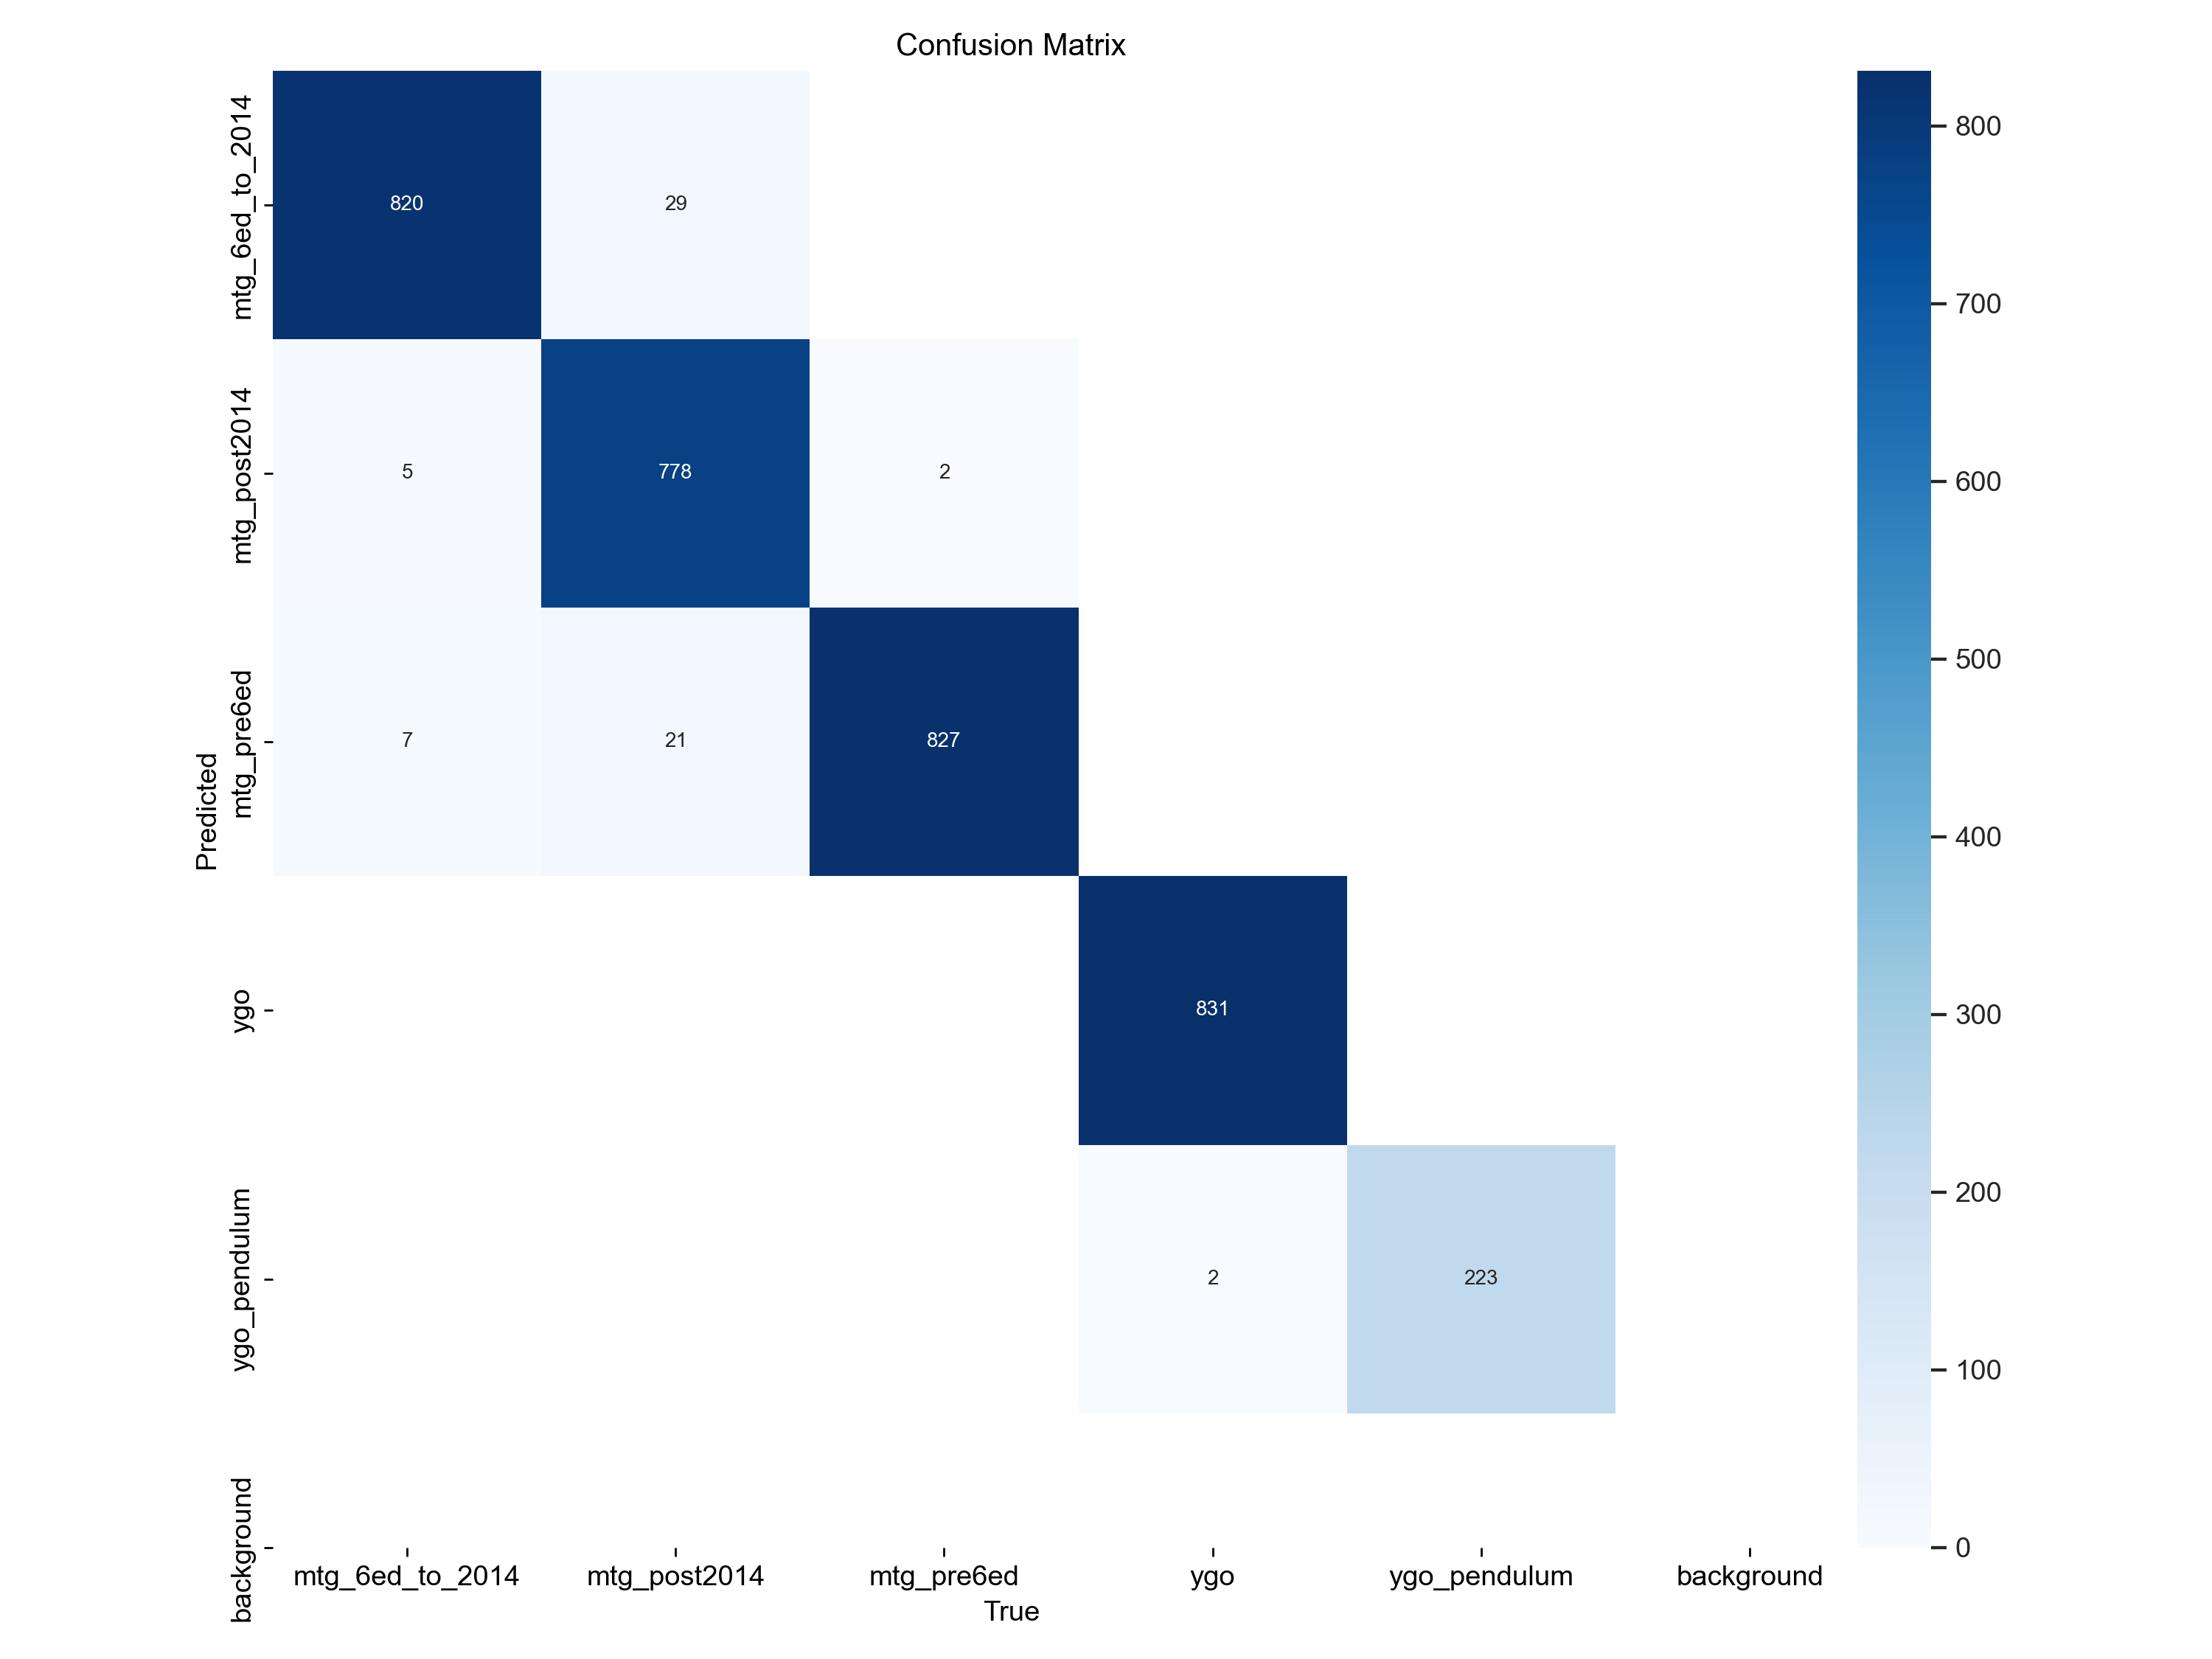 Confusion Matrix
Predicted
mtg_6ed_to_2014
820
29
mtg_post2014
5
778
2
mtg_pre6ed
7
21
827
ygo
831
ygo_pendulum
2
223
background
mtg_6ed_to_2014
mtg_post2014
mtg_pre6ed
ygo
ygo_pendulum
background
True
800
700
600
500
400
300
200
100
0